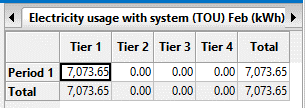 Electricity usage with system (TOU) Feb (kWh)
Tier 1 Tier 2 Tier 3 Tier 4 Total
Period 1 7,073.65 0.00 0.00 0.00 7,073.65
Total 7,073.65 0.00 0.00 0.00 7,073.65